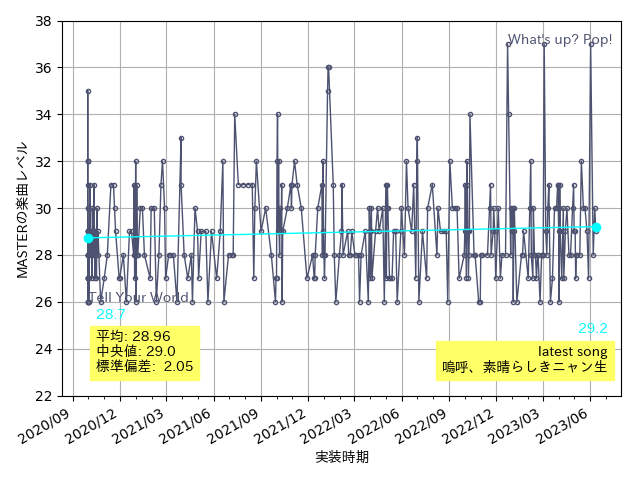 38
36
34
32
30
28
26
24
22
MASTERの楽曲レベル
What's up? Pop!
Tell Your World
28.7
29.2
平均: 28.96
中央値: 29.0
標準偏差: 2.05
latest song
嗚呼、素晴らしきニャン生
2020/09
2020/12
2021/03
2021/06
2021/09
2021/12
2022/03
2022/06
2022/09
2022/12
2023/03
2023/06
実装時期